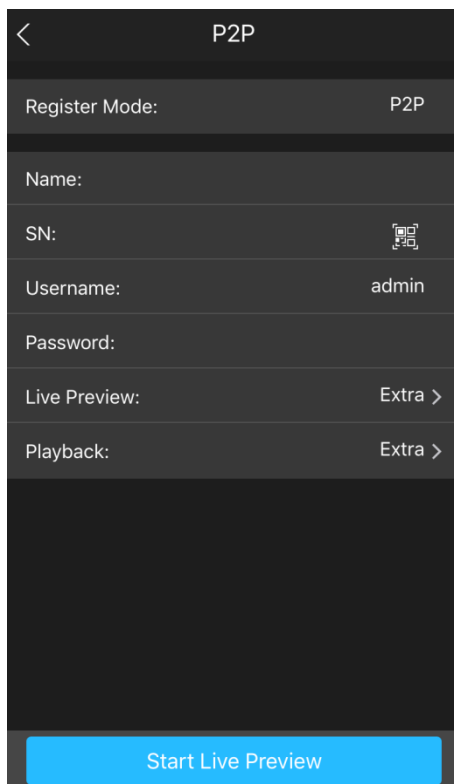 P2P
Register Mode: P2P
Name:
SN:
Username: admin
Password:
Live Preview: Extra
Playback: Extra
Start Live Preview